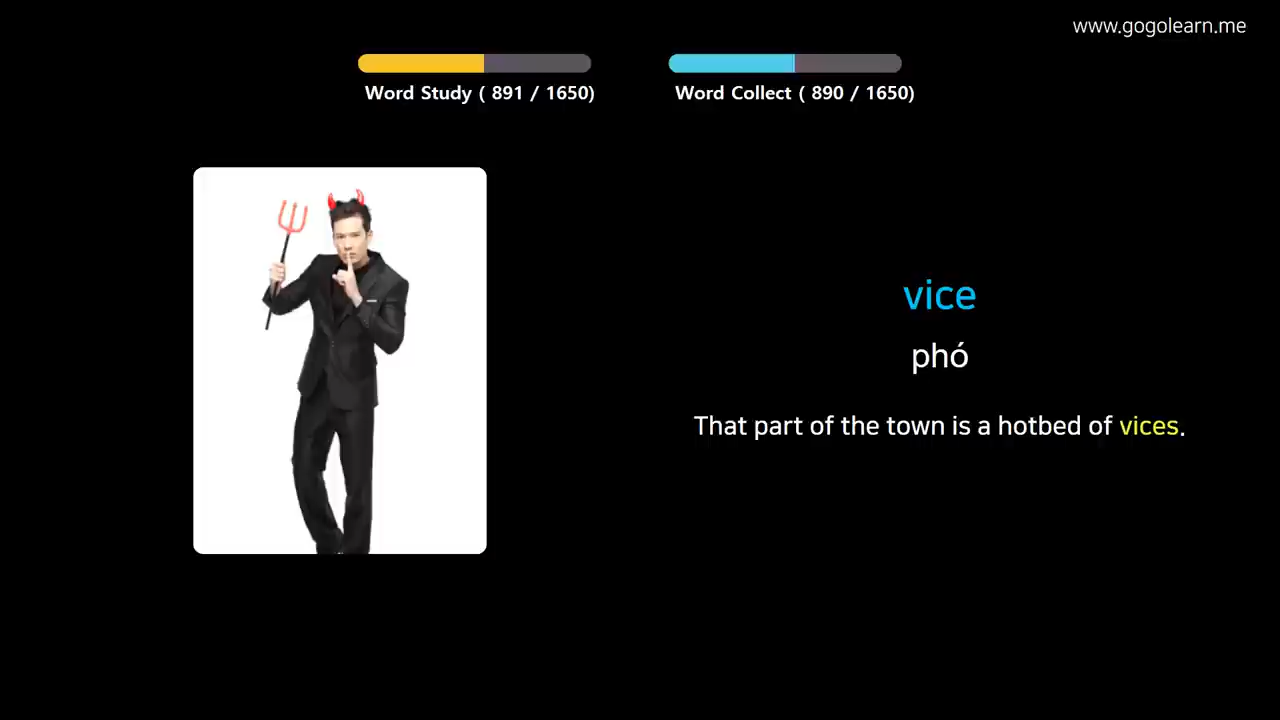 www.gogolearn.me
Word Study ( 891 / 1650)
Word Collect ( 890 / 1650)
vice
phó
That part of the town is a hotbed of vices.